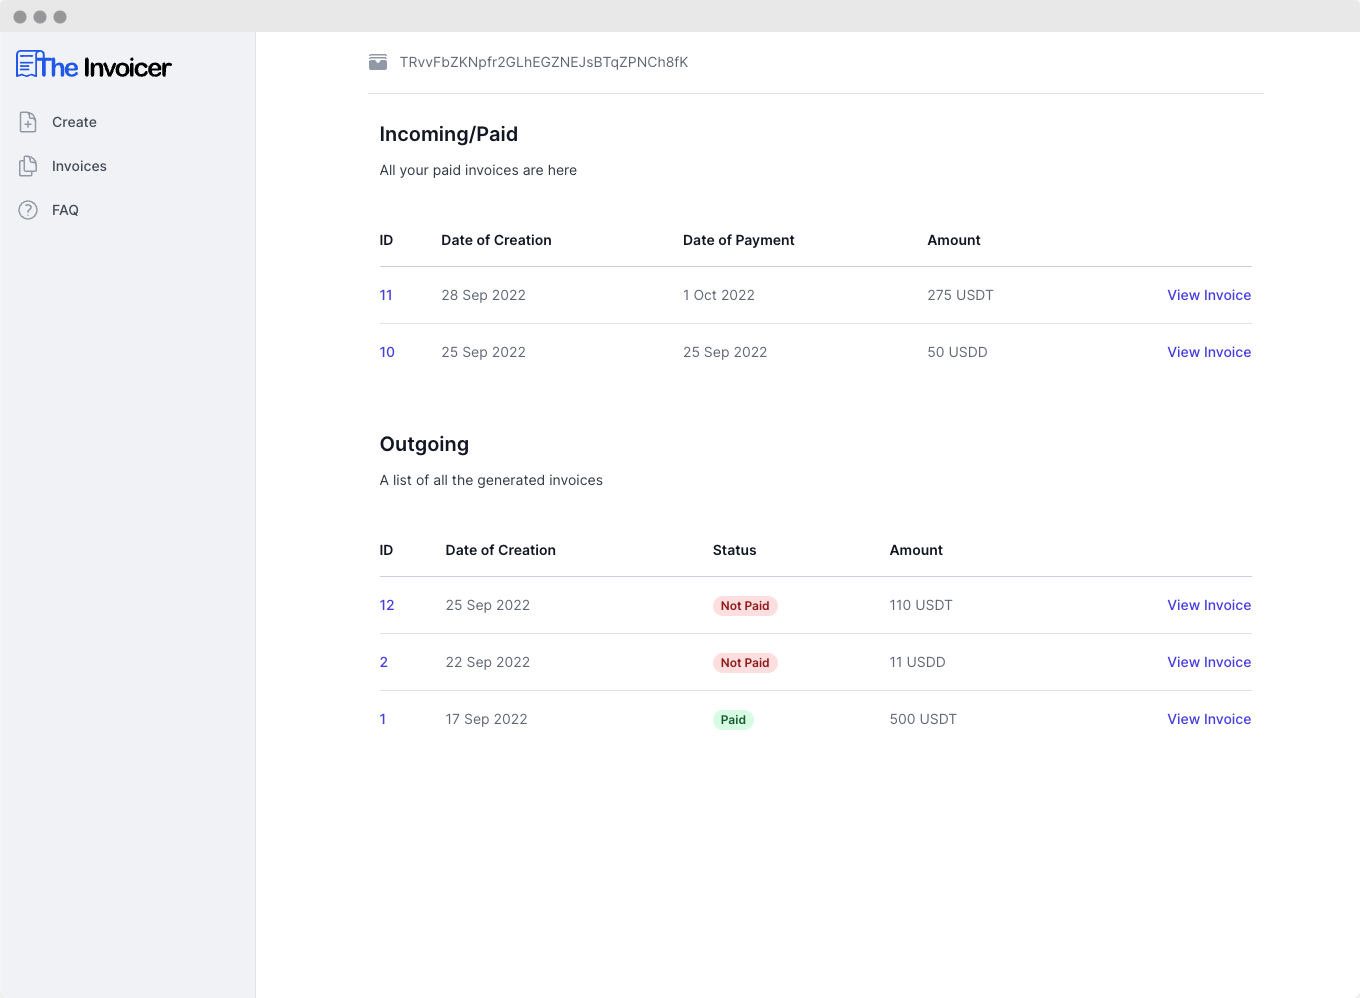 The Invoicer
Create
Invoices
FAQ
TRvvFbZKNpfr2GLhEGZNEJsBTqZPNCh8fK
Incoming/Paid
All your paid invoices are here
ID Date of Creation Date of Payment Amount
11 28 Sep 2022 1 Oct 2022 275 USDT View Invoice
10 25 Sep 2022 25 Sep 2022 50 USDD View Invoice
Outgoing
A list of all the generated invoices
ID Date of Creation Status Amount
12 25 Sep 2022 Not Paid 110 USDT View Invoice
2 22 Sep 2022 Not Paid 11 USDD View Invoice
1 17 Sep 2022 Paid 500 USDT View Invoice